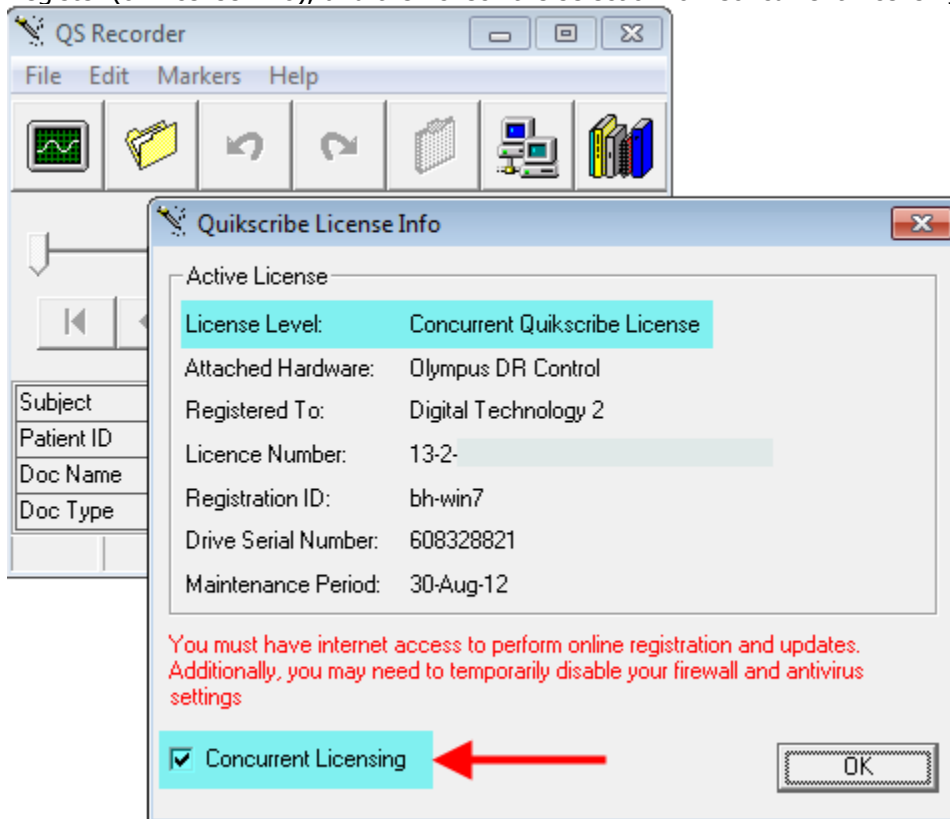 QS Recorder
File Edit Markers Help
Quikscribe License Info
Active License
License Level: Concurrent Quikscribe License
Attached Hardware: Olympus DR Control
Registered To: Digital Technology 2
Licence Number: 13-2-
Registration ID: bh-win7
Drive Serial Number: 608328821
Maintenance Period: 30-Aug-12
Subject
Patient ID
Doc Name
Doc Type
You must have internet access to perform online registration and updates.
Additionally, you may need to temporarily disable your firewall and antivirus
settings
Concurrent Licensing
OK